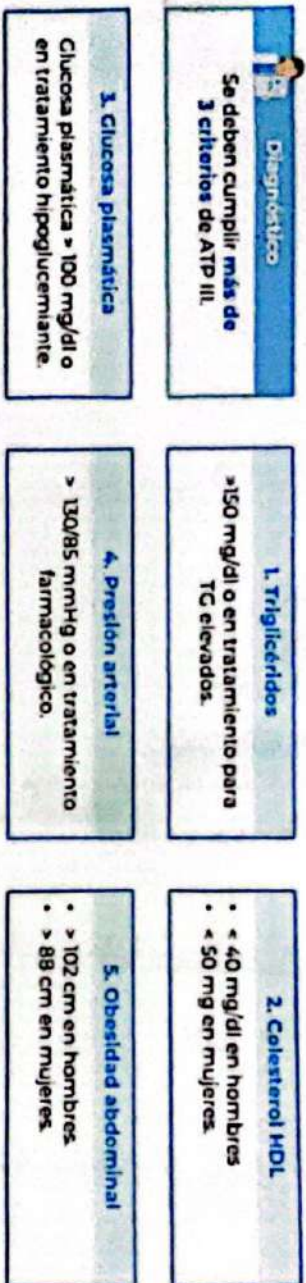 Diagnóstico
Se deben cumplir más de
3 criterios de ATP III.
1. Triglicéridos
>150 mg/dl o en tratamiento para
TG elevados.
2. Colesterol HDL
• < 40 mg/dl en hombres
• < 50 mg en mujeres.
3. Glucosa plasmática
Glucosa plasmática > 100 mg/dl o
en tratamiento hipoglucemiante.
4. Presión arterial
> 130/85 mmHg o en tratamiento
farmacológico.
5. Obesidad abdominal
• > 102 cm en hombres.
• > 88 cm en mujeres.